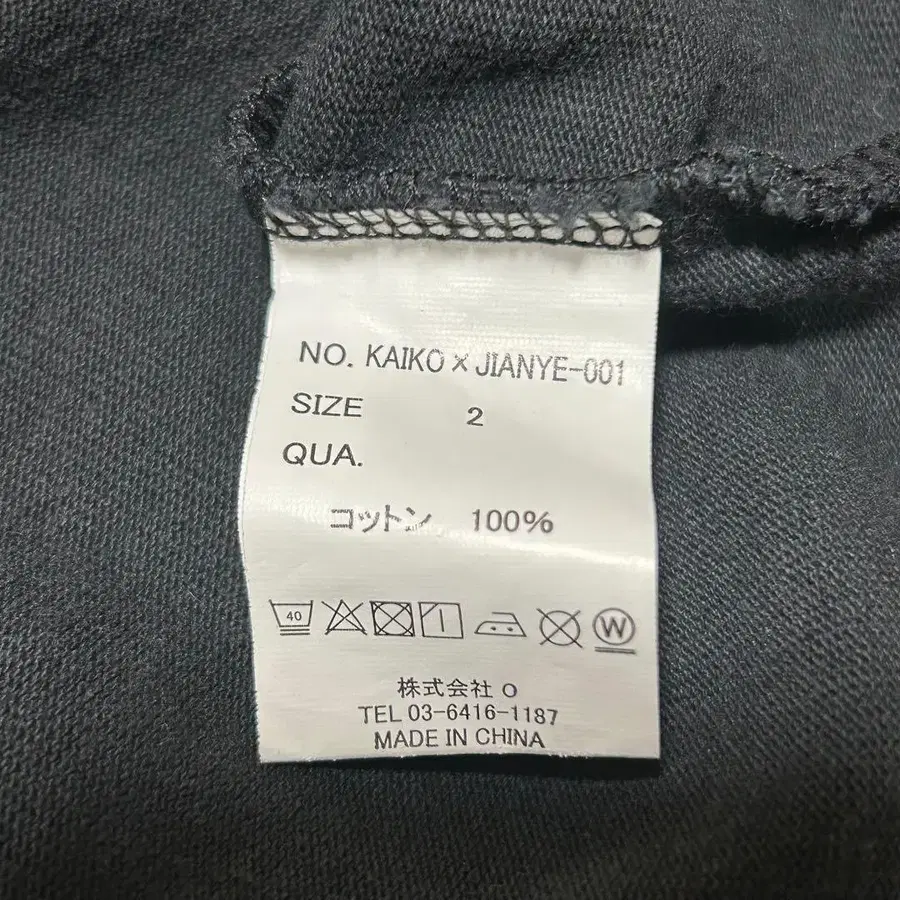 NO. KAIKO × JIANYE-001
SIZE 2
QUA.
コットン 100%
40 W
株式会社 O
TEL 03-6416-1187
MADE IN CHINA